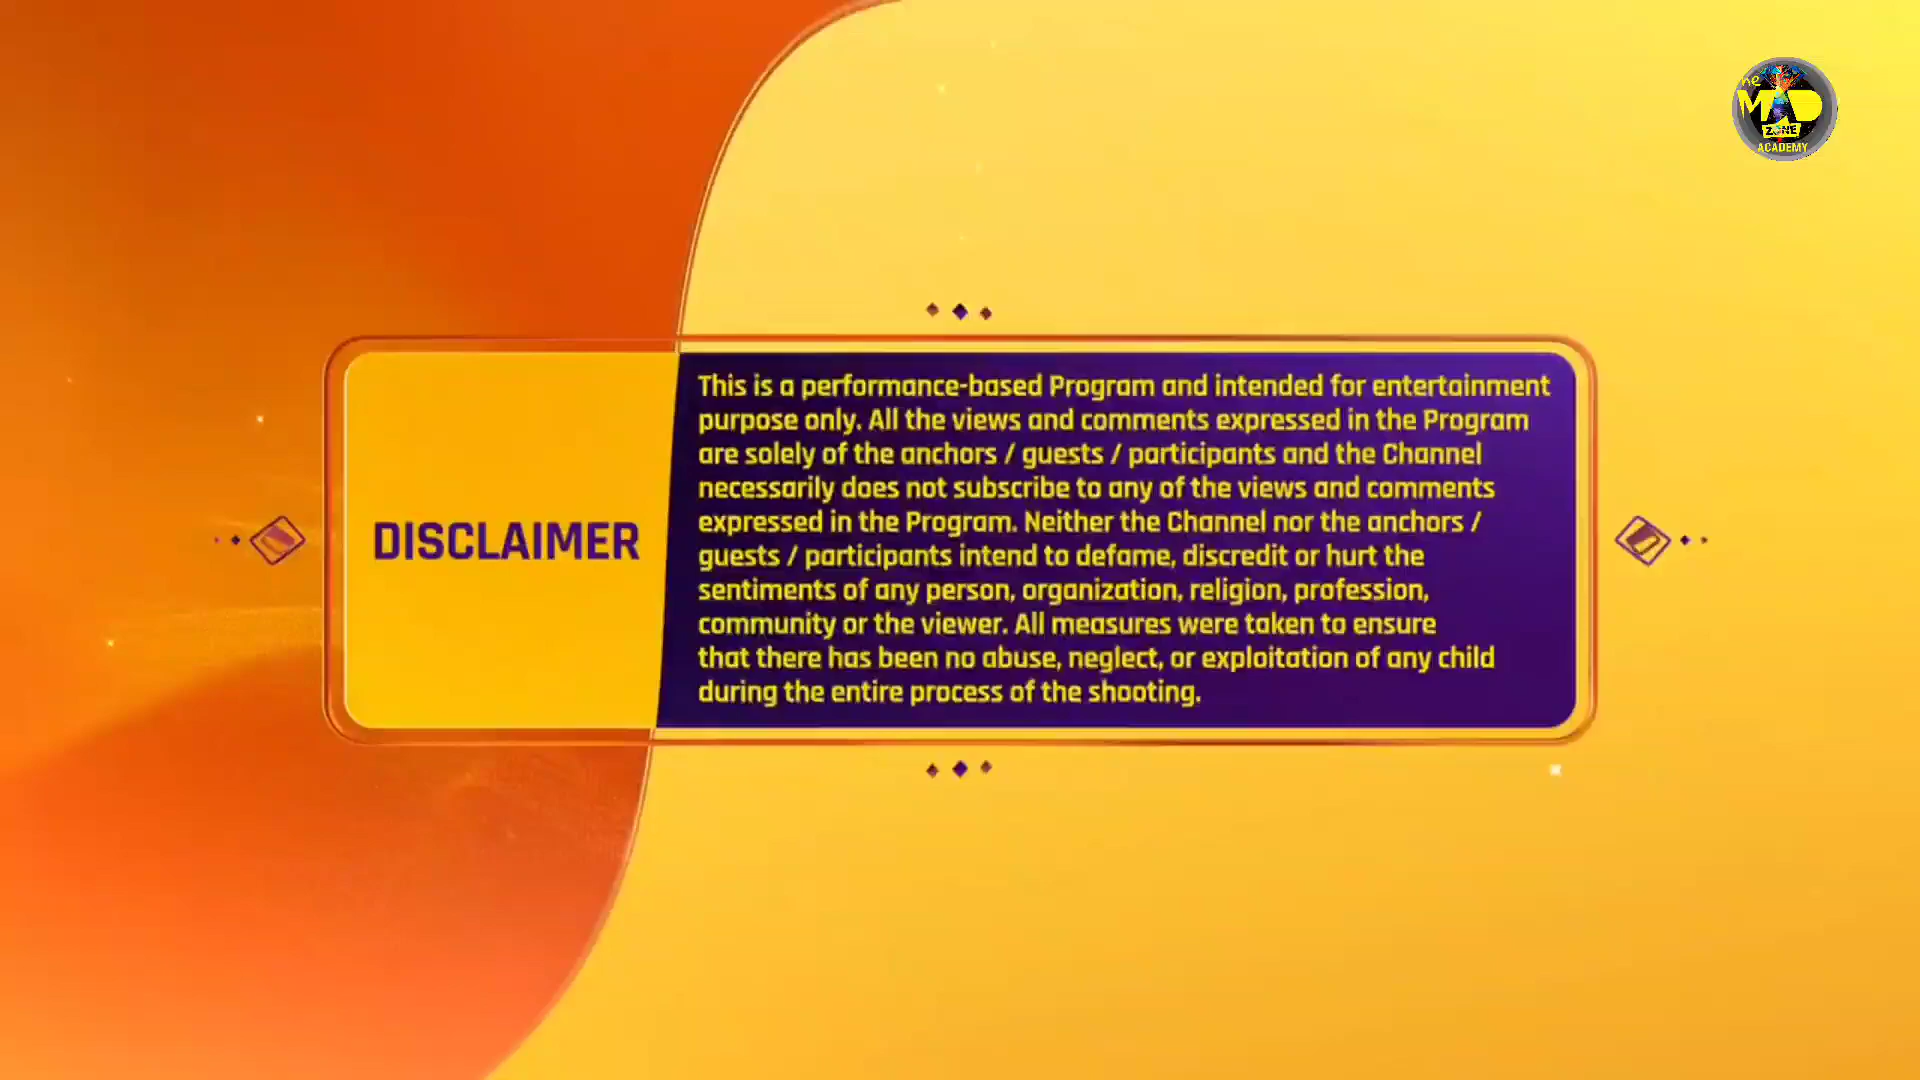 he
MAD
ZONE
ACADEMY
DISCLAIMER
This is a performance-based Program and intended for entertainment
purpose only. All the views and comments expressed in the Program
are solely of the anchors / guests / participants and the Channel
necessarily does not subscribe to any of the views and comments
expressed in the Program. Neither the Channel nor the anchors /
guests / participants intend to defame, discredit or hurt the
sentiments of any person, organization, religion, profession,
community or the viewer. All measures were taken to ensure
that there has been no abuse, neglect, or exploitation of any child
during the entire process of the shooting.